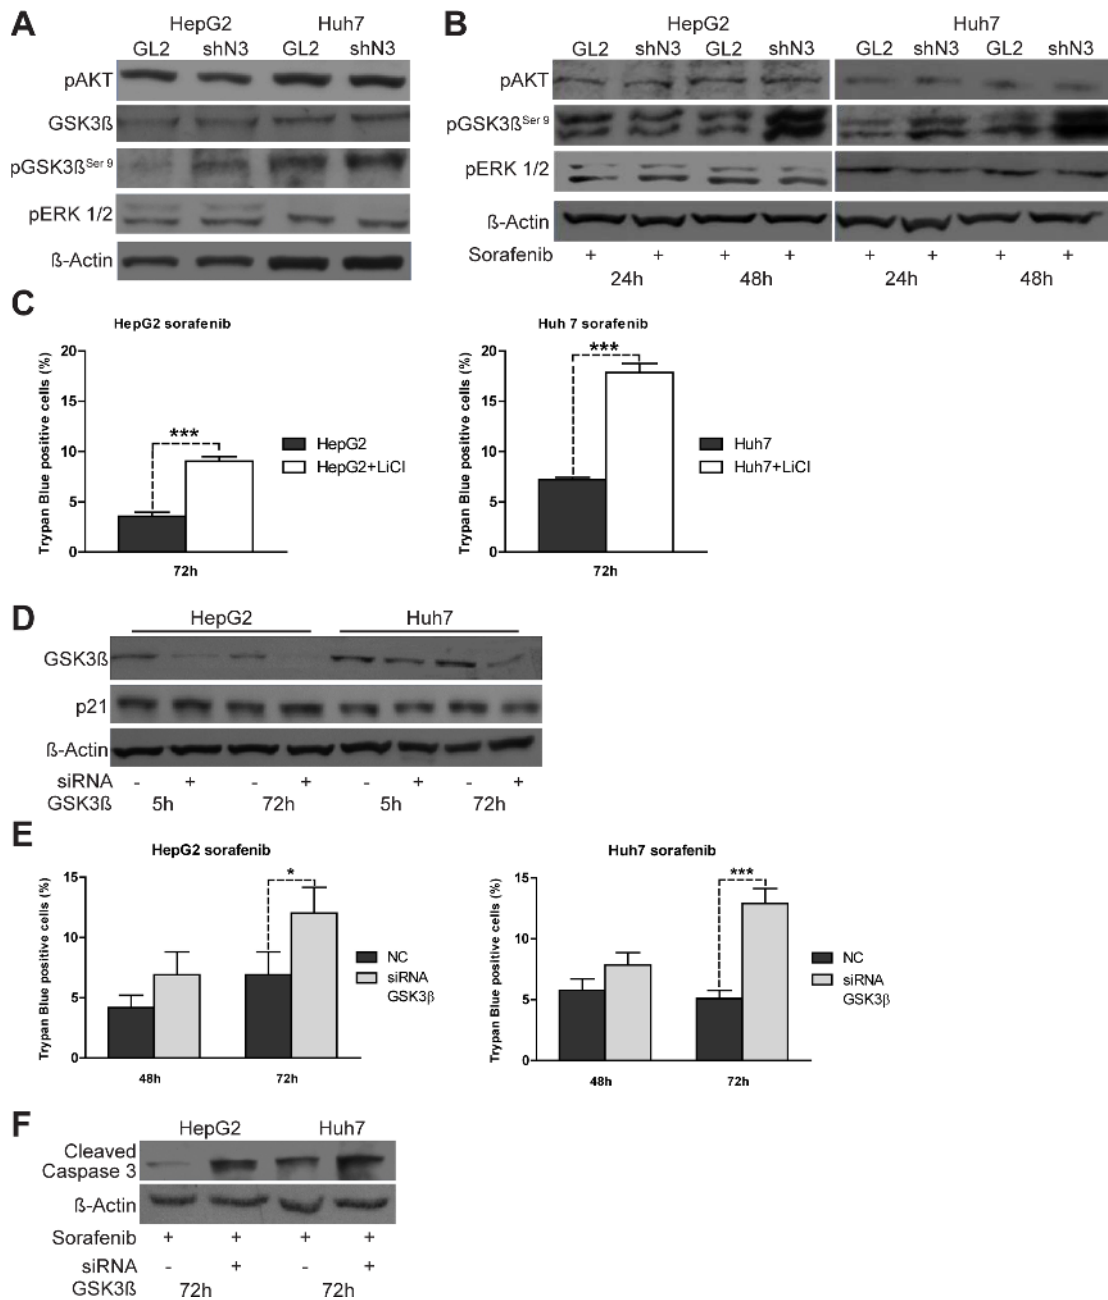 A
HepG2 Huh7
GL2 shN3 GL2 shN3
pAKT
GSK3ß
pGSK3ß^Ser 9
pERK 1/2
ß-Actin
B
HepG2 Huh7
GL2 shN3 GL2 shN3 GL2 shN3 GL2 shN3
pAKT
pGSK3ß^Ser 9
pERK 1/2
ß-Actin
Sorafenib + + + + + + + +
24h 48h 24h 48h
C
HepG2 sorafenib
Trypan Blue positive cells (%)
20
15
10
5
0
***
72h
HepG2
HepG2+LiCl
Huh 7 sorafenib
Trypan Blue positive cells (%)
20
15
10
5
0
***
72h
Huh7
Huh7+LiCl
D
HepG2 Huh7
GSK3ß
p21
ß-Actin
siRNA - + - + - + - +
GSK3ß 5h 72h 5h 72h
E
HepG2 sorafenib
Trypan Blue positive cells (%)
15
10
5
0
*
48h 72h
NC
siRNA
GSK3β
Huh7 sorafenib
Trypan Blue positive cells (%)
15
10
5
0
***
48h 72h
NC
siRNA
GSK3β
F
HepG2 Huh7
Cleaved
Caspase 3
ß-Actin
Sorafenib + + + +
siRNA - + - +
GSK3ß 72h 72h